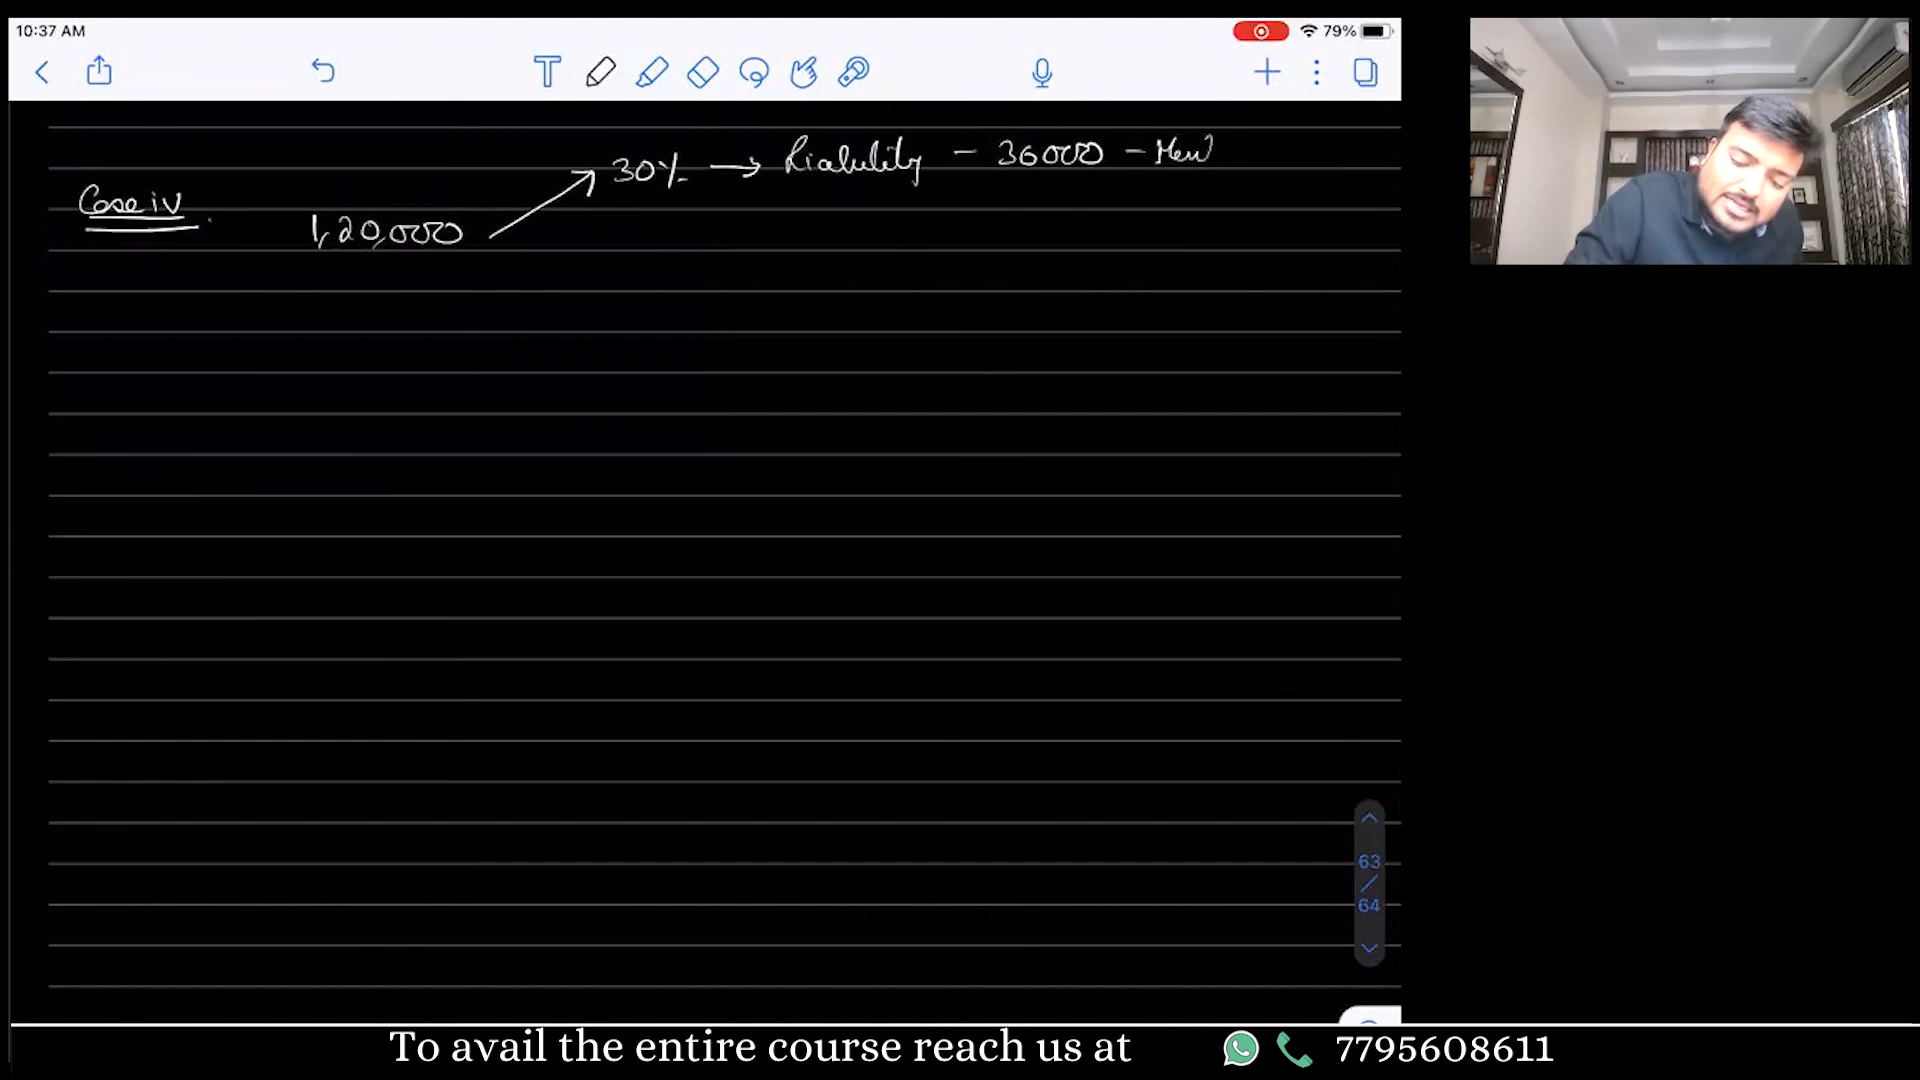 10:37 AM
79%
30% → Liability - 36000 - New
Case iv
1,20,000
63
64
To avail the entire course reach us at 7795608611